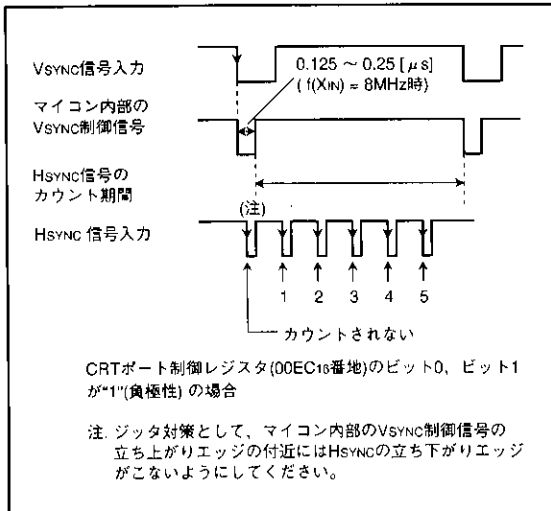 VSYNC信号入力
0.125 ～ 0.25 [μs]
( f(XIN) = 8MHz時)
マイコン内部の
VSYNC制御信号
HSYNC信号の
カウント期間
(注)
HSYNC 信号入力
1 2 3 4 5
カウントされない
CRTポート制御レジスタ(00EC16番地)のビット0, ビット1
が“1”(負極性) の場合
注. ジッタ対策として、マイコン内部のVSYNC制御信号の
立ち上がりエッジの付近にはHSYNCの立ち下がりエッジ
がこないようにしてください。